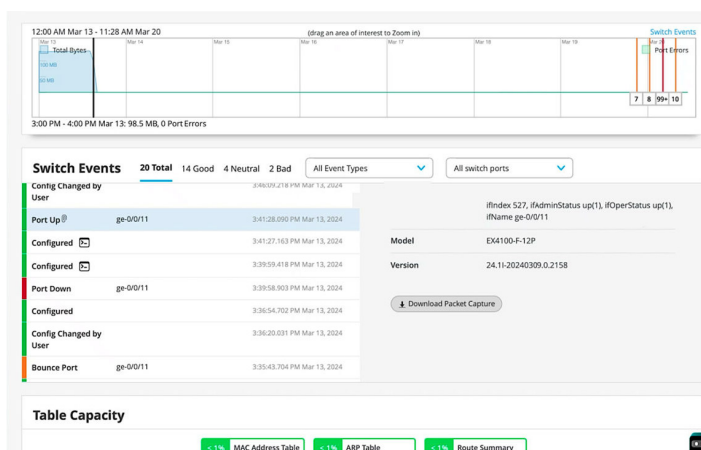 12:00 AM Mar 13 - 11:28 AM Mar 20
(drag an area of interest to Zoom in)
Switch Events
Mar 13 Mar 14 Mar 15 Mar 16 Mar 17 Mar 18 Mar 19 Mar 20
Total Bytes Port Errors
100 MB
50 MB
7 8 99+ 10
3:00 PM - 4:00 PM Mar 13: 98.5 MB, 0 Port Errors
Switch Events 20 Total 14 Good 4 Neutral 2 Bad All Event Types All switch ports
Config Changed by 3:46:09.218 PM Mar 13, 2024
User
Port Up ge-0/0/11 3:41:28.090 PM Mar 13, 2024
Configured 3:41:27.163 PM Mar 13, 2024
Configured 3:39:59.418 PM Mar 13, 2024
Port Down ge-0/0/11 3:39:58.903 PM Mar 13, 2024
Configured 3:36:54.702 PM Mar 13, 2024
Config Changed by 3:36:20.031 PM Mar 13, 2024
User
Bounce Port ge-0/0/11 3:35:43.704 PM Mar 13, 2024
ifIndex 527, ifAdminStatus up(1), ifOperStatus up(1),
ifName ge-0/0/11
Model EX4100-F-12P
Version 24.1I-20240309.0.2158
Download Packet Capture
Table Capacity
< 1% MAC Address Table < 1% ARP Table < 1% Route Summary